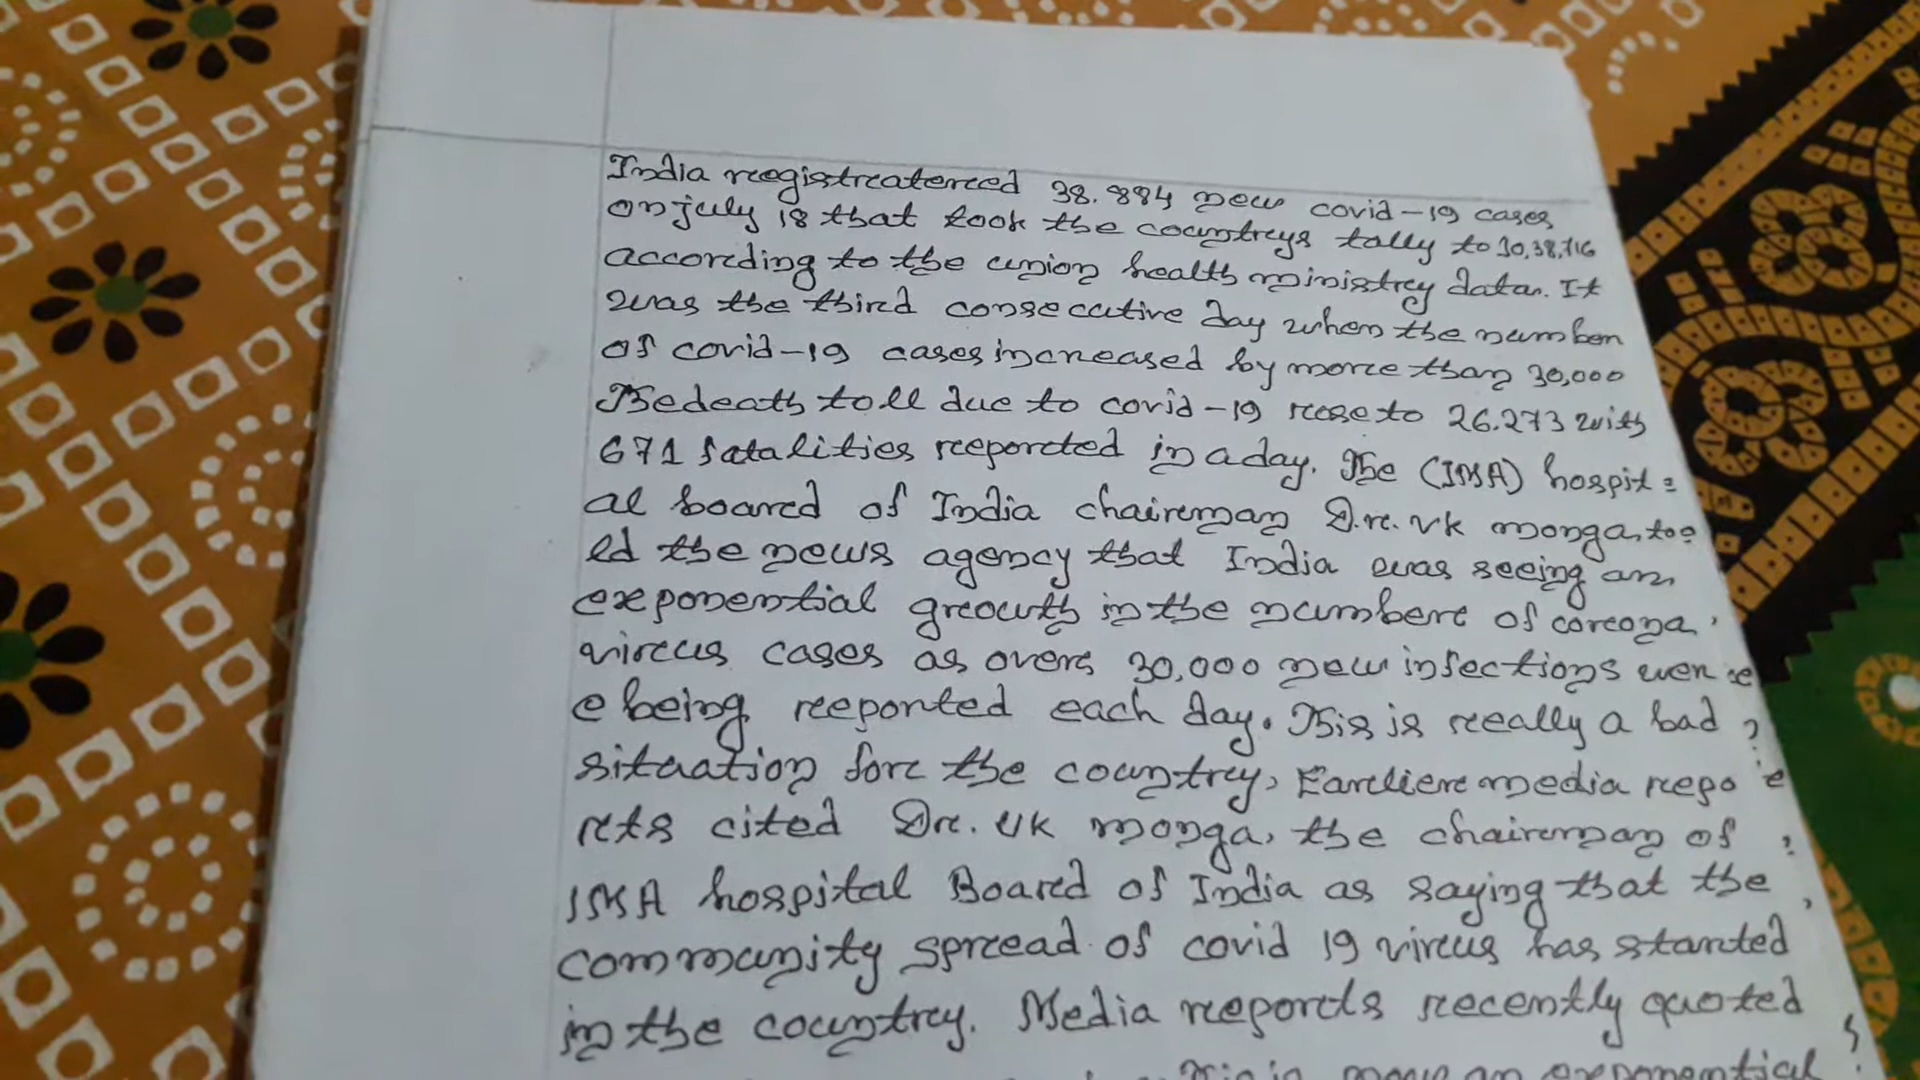 India registratered 38.884 new covid-19 cases
on july 18 that took the countrys tally to 10,38,716
according to the union health ministrey data. It
was the third consecutive day when the number
of covid-19 cases increased by more than 30,000
The death toll due to covid-19 rose to 26.273 with
671 fatalities reported in a day. The (IMA) hospit=
al board of India chairman Dr. vk monga, to=
ld the news agency that India was seeing an
exponential growth in the number of corona
virus cases as overs 30,000 new infections wer
e being reported each day. This is really a bad
situation for the country, Earlier media repo
rts cited Dr. VK monga, the chairman of
IMA hospital Board of India as saying that the
community spread of covid 19 virus has started
in the country. Media reports recently quoted
an exponential